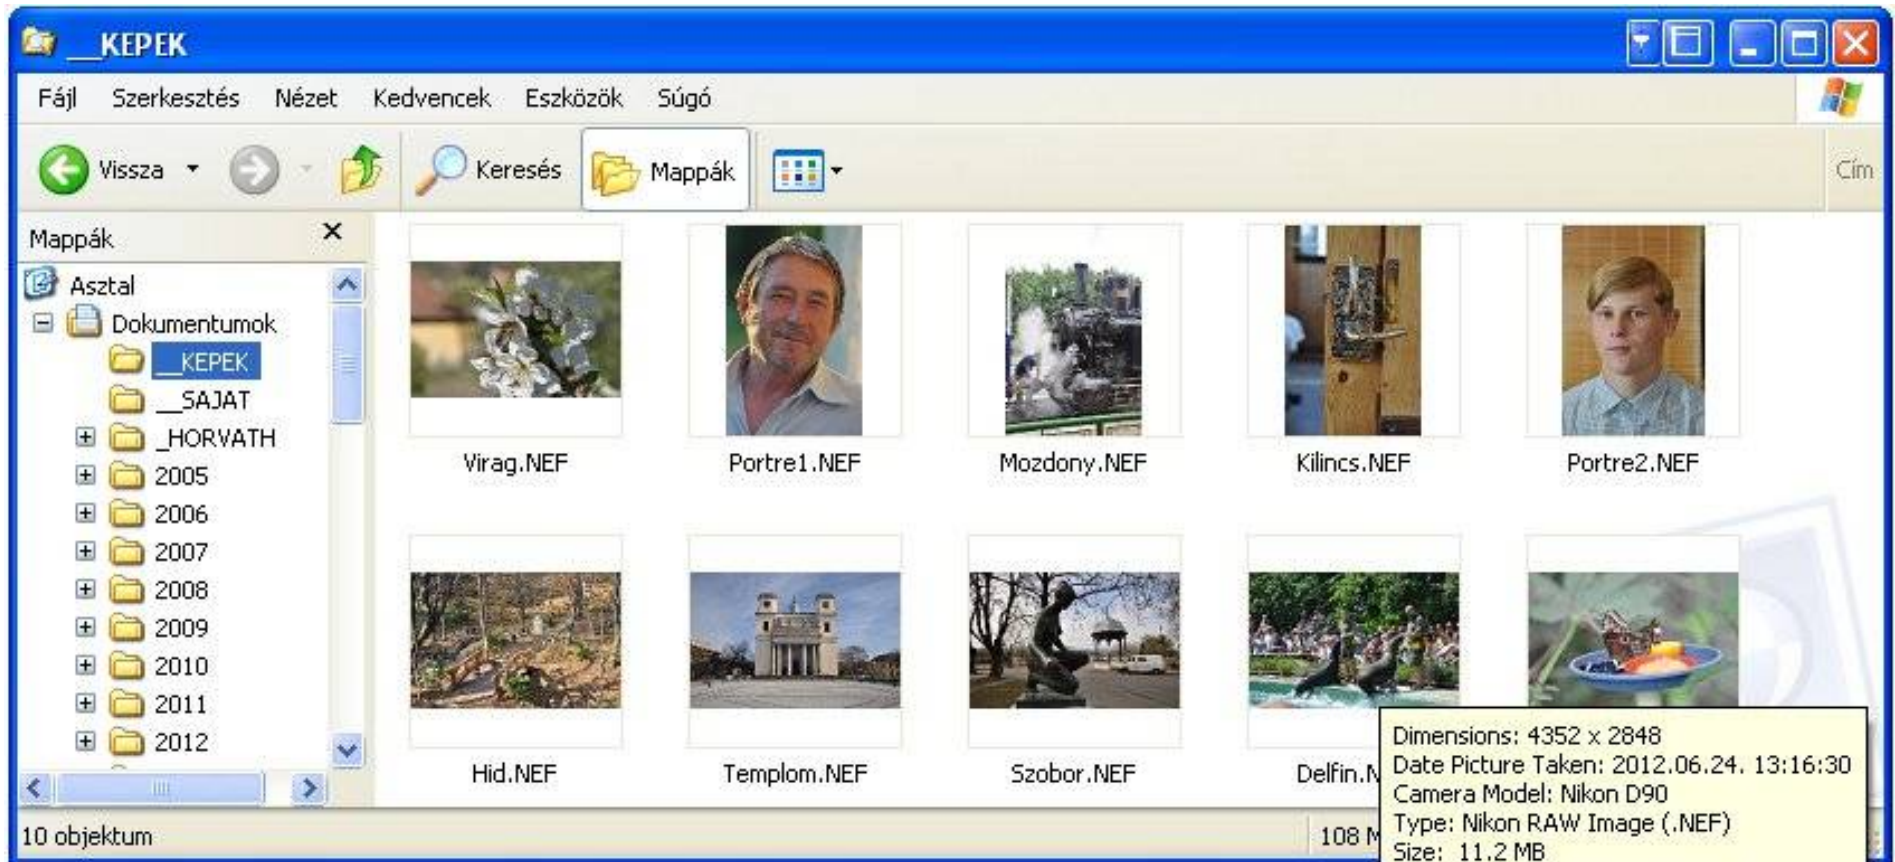 __KEPEK
Fájl Szerkesztés Nézet Kedvencek Eszközök Súgó
Vissza Keresés Mappák Cím
Mappák
Asztal
Dokumentumok
__KEPEK
__SAJAT
_HORVATH
2005
2006
2007
2008
2009
2010
2011
2012
Virag.NEF Portre1.NEF Mozdony.NEF Kilincs.NEF Portre2.NEF
Hid.NEF Templom.NEF Szobor.NEF Delfin.N
Dimensions: 4352 x 2848
Date Picture Taken: 2012.06.24. 13:16:30
Camera Model: Nikon D90
Type: Nikon RAW Image (.NEF)
Size: 11.2 MB
10 objektum 108 M